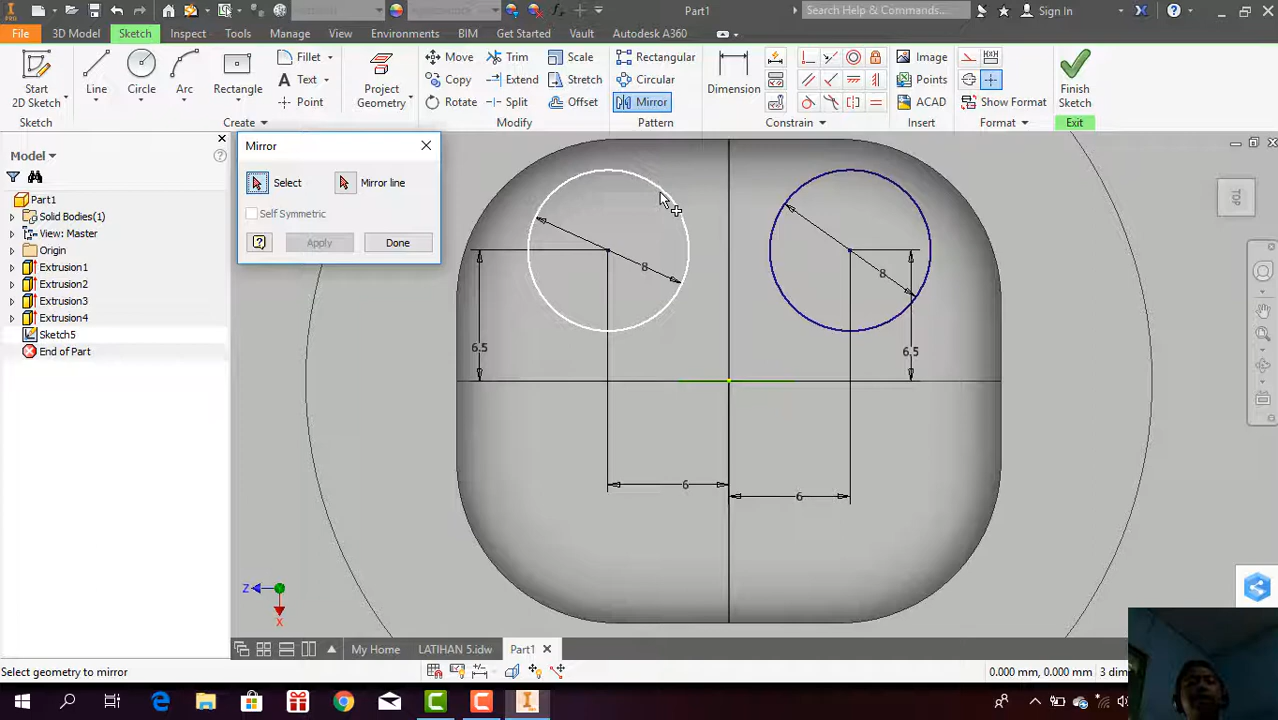 Part1
Search Help & Commands...
Sign In
File
3D Model
Sketch
Inspect
Tools
Manage
View
Environments
BIM
Get Started
Vault
Autodesk A360
Start
2D Sketch
Line
Circle
Arc
Rectangle
Fillet
Text
Point
Project
Geometry
Move
Copy
Rotate
Trim
Extend
Split
Scale
Stretch
Offset
Rectangular
Circular
Mirror
Dimension
Image
Points
ACAD
Show Format
Finish
Sketch
Sketch
Create
Modify
Pattern
Constrain
Insert
Format
Exit
Model
Part1
Solid Bodies(1)
View: Master
Origin
Extrusion1
Extrusion2
Extrusion3
Extrusion4
Sketch5
End of Part
Mirror
Select
Mirror line
Self Symmetric
Apply
Done
TOP
8
8
6.5
6.5
6
6
Z
X
My Home
LATIHAN 5.idw
Part1
Select geometry to mirror
0.000 mm, 0.000 mm
3 dim